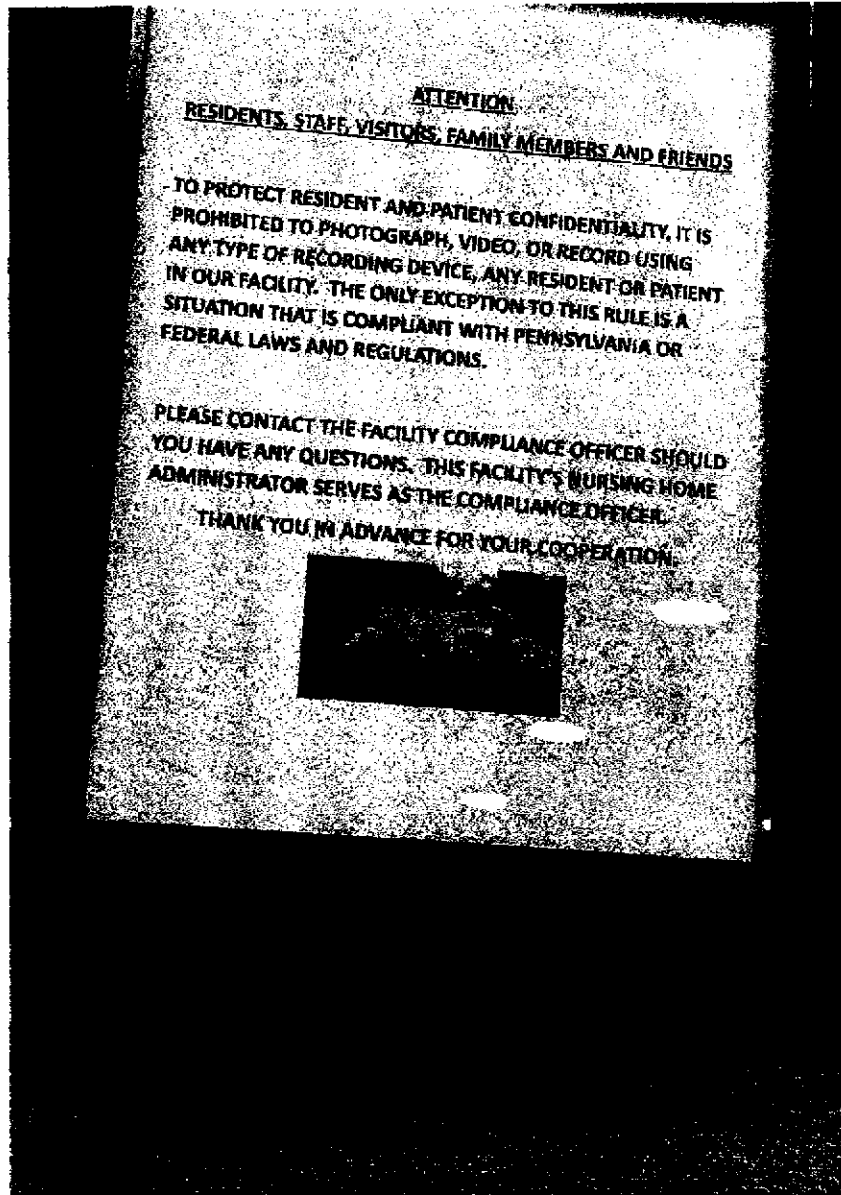 ATTENTION
RESIDENTS, STAFF, VISITORS, FAMILY MEMBERS AND FRIENDS
TO PROTECT RESIDENT AND PATIENT CONFIDENTIALITY, IT IS
PROHIBITED TO PHOTOGRAPH, VIDEO, OR RECORD USING
ANY TYPE OF RECORDING DEVICE, ANY RESIDENT OR PATIENT
IN OUR FACILITY. THE ONLY EXCEPTION TO THIS RULE IS A
SITUATION THAT IS COMPLIANT WITH PENNSYLVANIA OR
FEDERAL LAWS AND REGULATIONS.
PLEASE CONTACT THE FACILITY COMPLIANCE OFFICER SHOULD
YOU HAVE ANY QUESTIONS. THIS FACILITY'S NURSING HOME
ADMINISTRATOR SERVES AS THE COMPLIANCE OFFICER.
THANK YOU IN ADVANCE FOR YOUR COOPERATION.